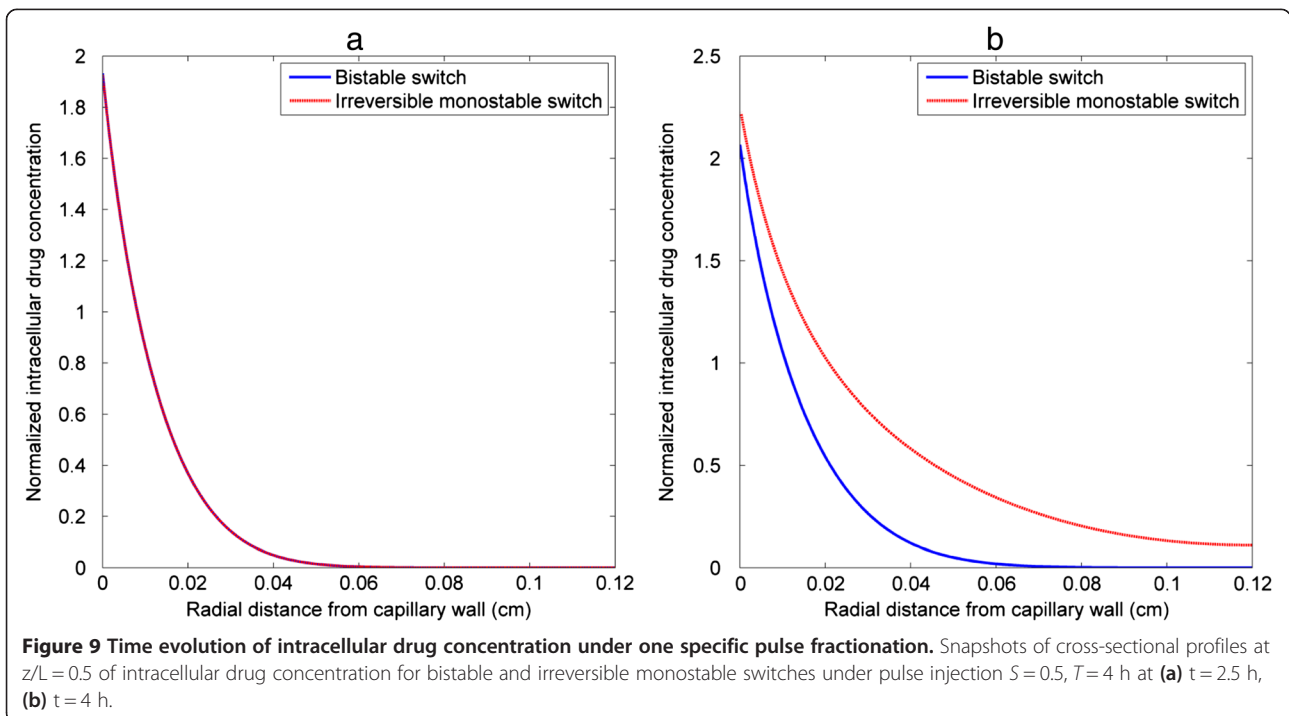 a
b
2
1.8
1.6
1.4
1.2
1
0.8
0.6
0.4
0.2
0
Normalized intracellular drug concentration
Bistable switch
Irreversible monostable switch
0 0.02 0.04 0.06 0.08 0.1 0.12
Radial distance from capillary wall (cm)
2.5
2
1.5
1
0.5
0
Normalized intracellular drug concentration
Bistable switch
Irreversible monostable switch
0 0.02 0.04 0.06 0.08 0.1 0.12
Radial distance from capillary wall (cm)
Figure 9 Time evolution of intracellular drug concentration under one specific pulse fractionation. Snapshots of cross-sectional profiles at
z/L = 0.5 of intracellular drug concentration for bistable and irreversible monostable switches under pulse injection S = 0.5, T = 4 h at (a) t = 2.5 h,
(b) t = 4 h.